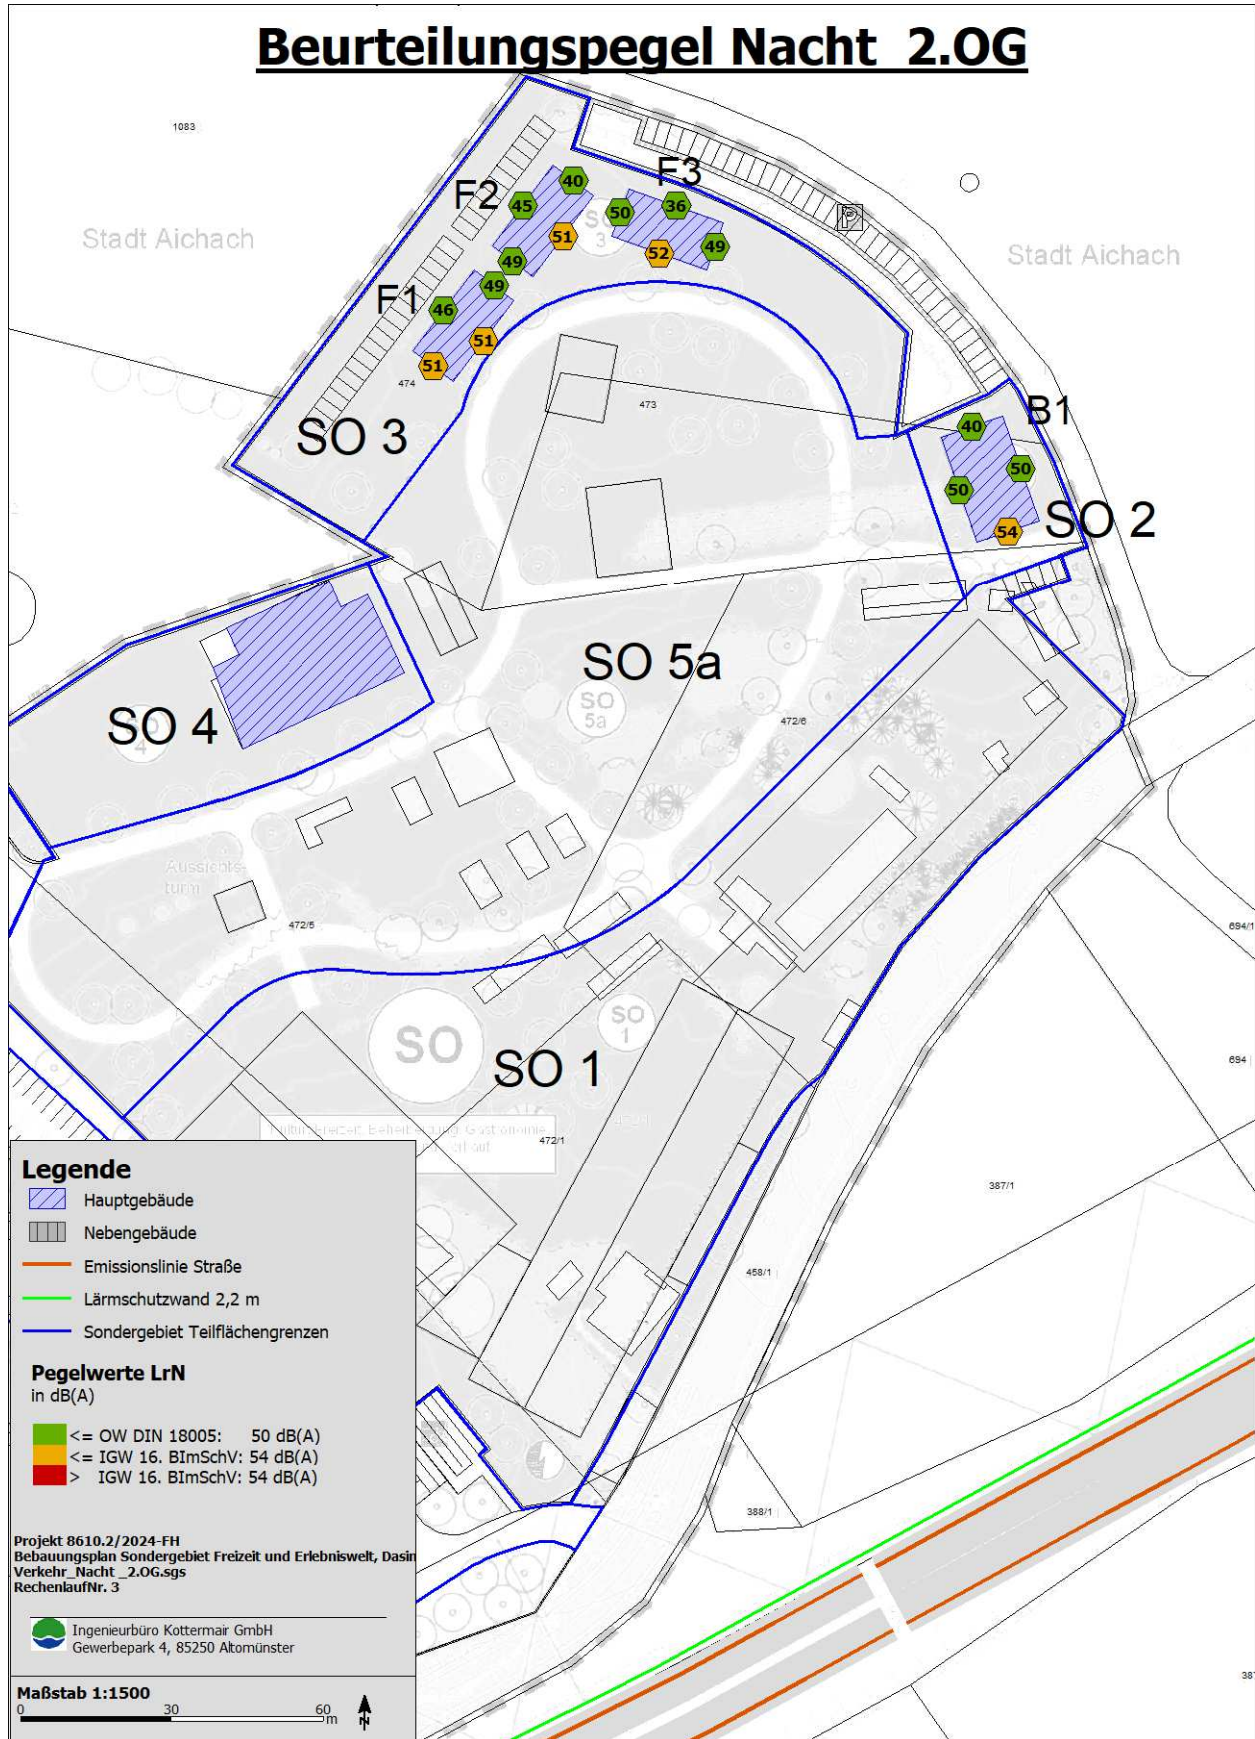 Beurteilungspegel Nacht 2.OG
1083
Stadt Aichach
Stadt Aichach
F2
F3
F1
B1
40
45
51
49
50
36
52
49
49
46
51
51
SO
3
P
474
473
SO 3
40
50
50
54
SO 2
SO 4
SO 5a
SO
5a
4
472/6
Aussichts-
turm
472/5
694/1
SO
SO
1
SO 1
694
472/1
387/1
458/1
388/1
387
Legende
Hauptgebäude
Nebengebäude
Emissionslinie Straße
Lärmschutzwand 2,2 m
Sondergebiet Teilflächengrenzen
Pegelwerte LrN
in dB(A)
<= OW DIN 18005: 50 dB(A)
<= IGW 16. BImSchV: 54 dB(A)
> IGW 16. BImSchV: 54 dB(A)
Projekt 8610.2/2024-FH
Bebauungsplan Sondergebiet Freizeit und Erlebniswelt, Dasin
Verkehr_Nacht _2.OG.sgs
RechenlaufNr. 3
Ingenieurbüro Kottermair GmbH
Gewerbepark 4, 85250 Altomünster
Maßstab 1:1500
0 30 60
m
N